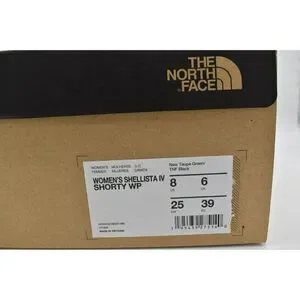 THE
NORTH
FACE
New Taupe Green/
TNF Black
WOMEN'S SHELLISTA IV
SHORTY WP
8
6
25
39